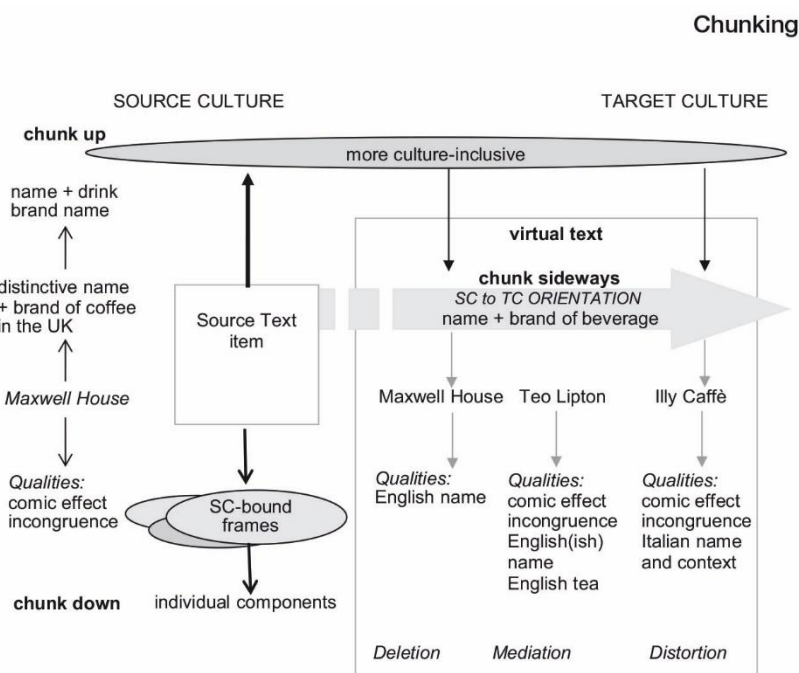 Chunking
SOURCE CULTURE
TARGET CULTURE
chunk up
more culture-inclusive
name + drink
brand name
distinctive name
+ brand of coffee
in the UK
Maxwell House
Qualities:
comic effect
incongruence
Source Text
item
SC-bound
frames
chunk down
individual components
virtual text
chunk sideways
SC to TC ORIENTATION
name + brand of beverage
Maxwell House
Qualities:
English name
Teo Lipton
Qualities:
comic effect
incongruence
English(ish)
name
English tea
Illy Caffè
Qualities:
comic effect
incongruence
Italian name
and context
Deletion
Mediation
Distortion